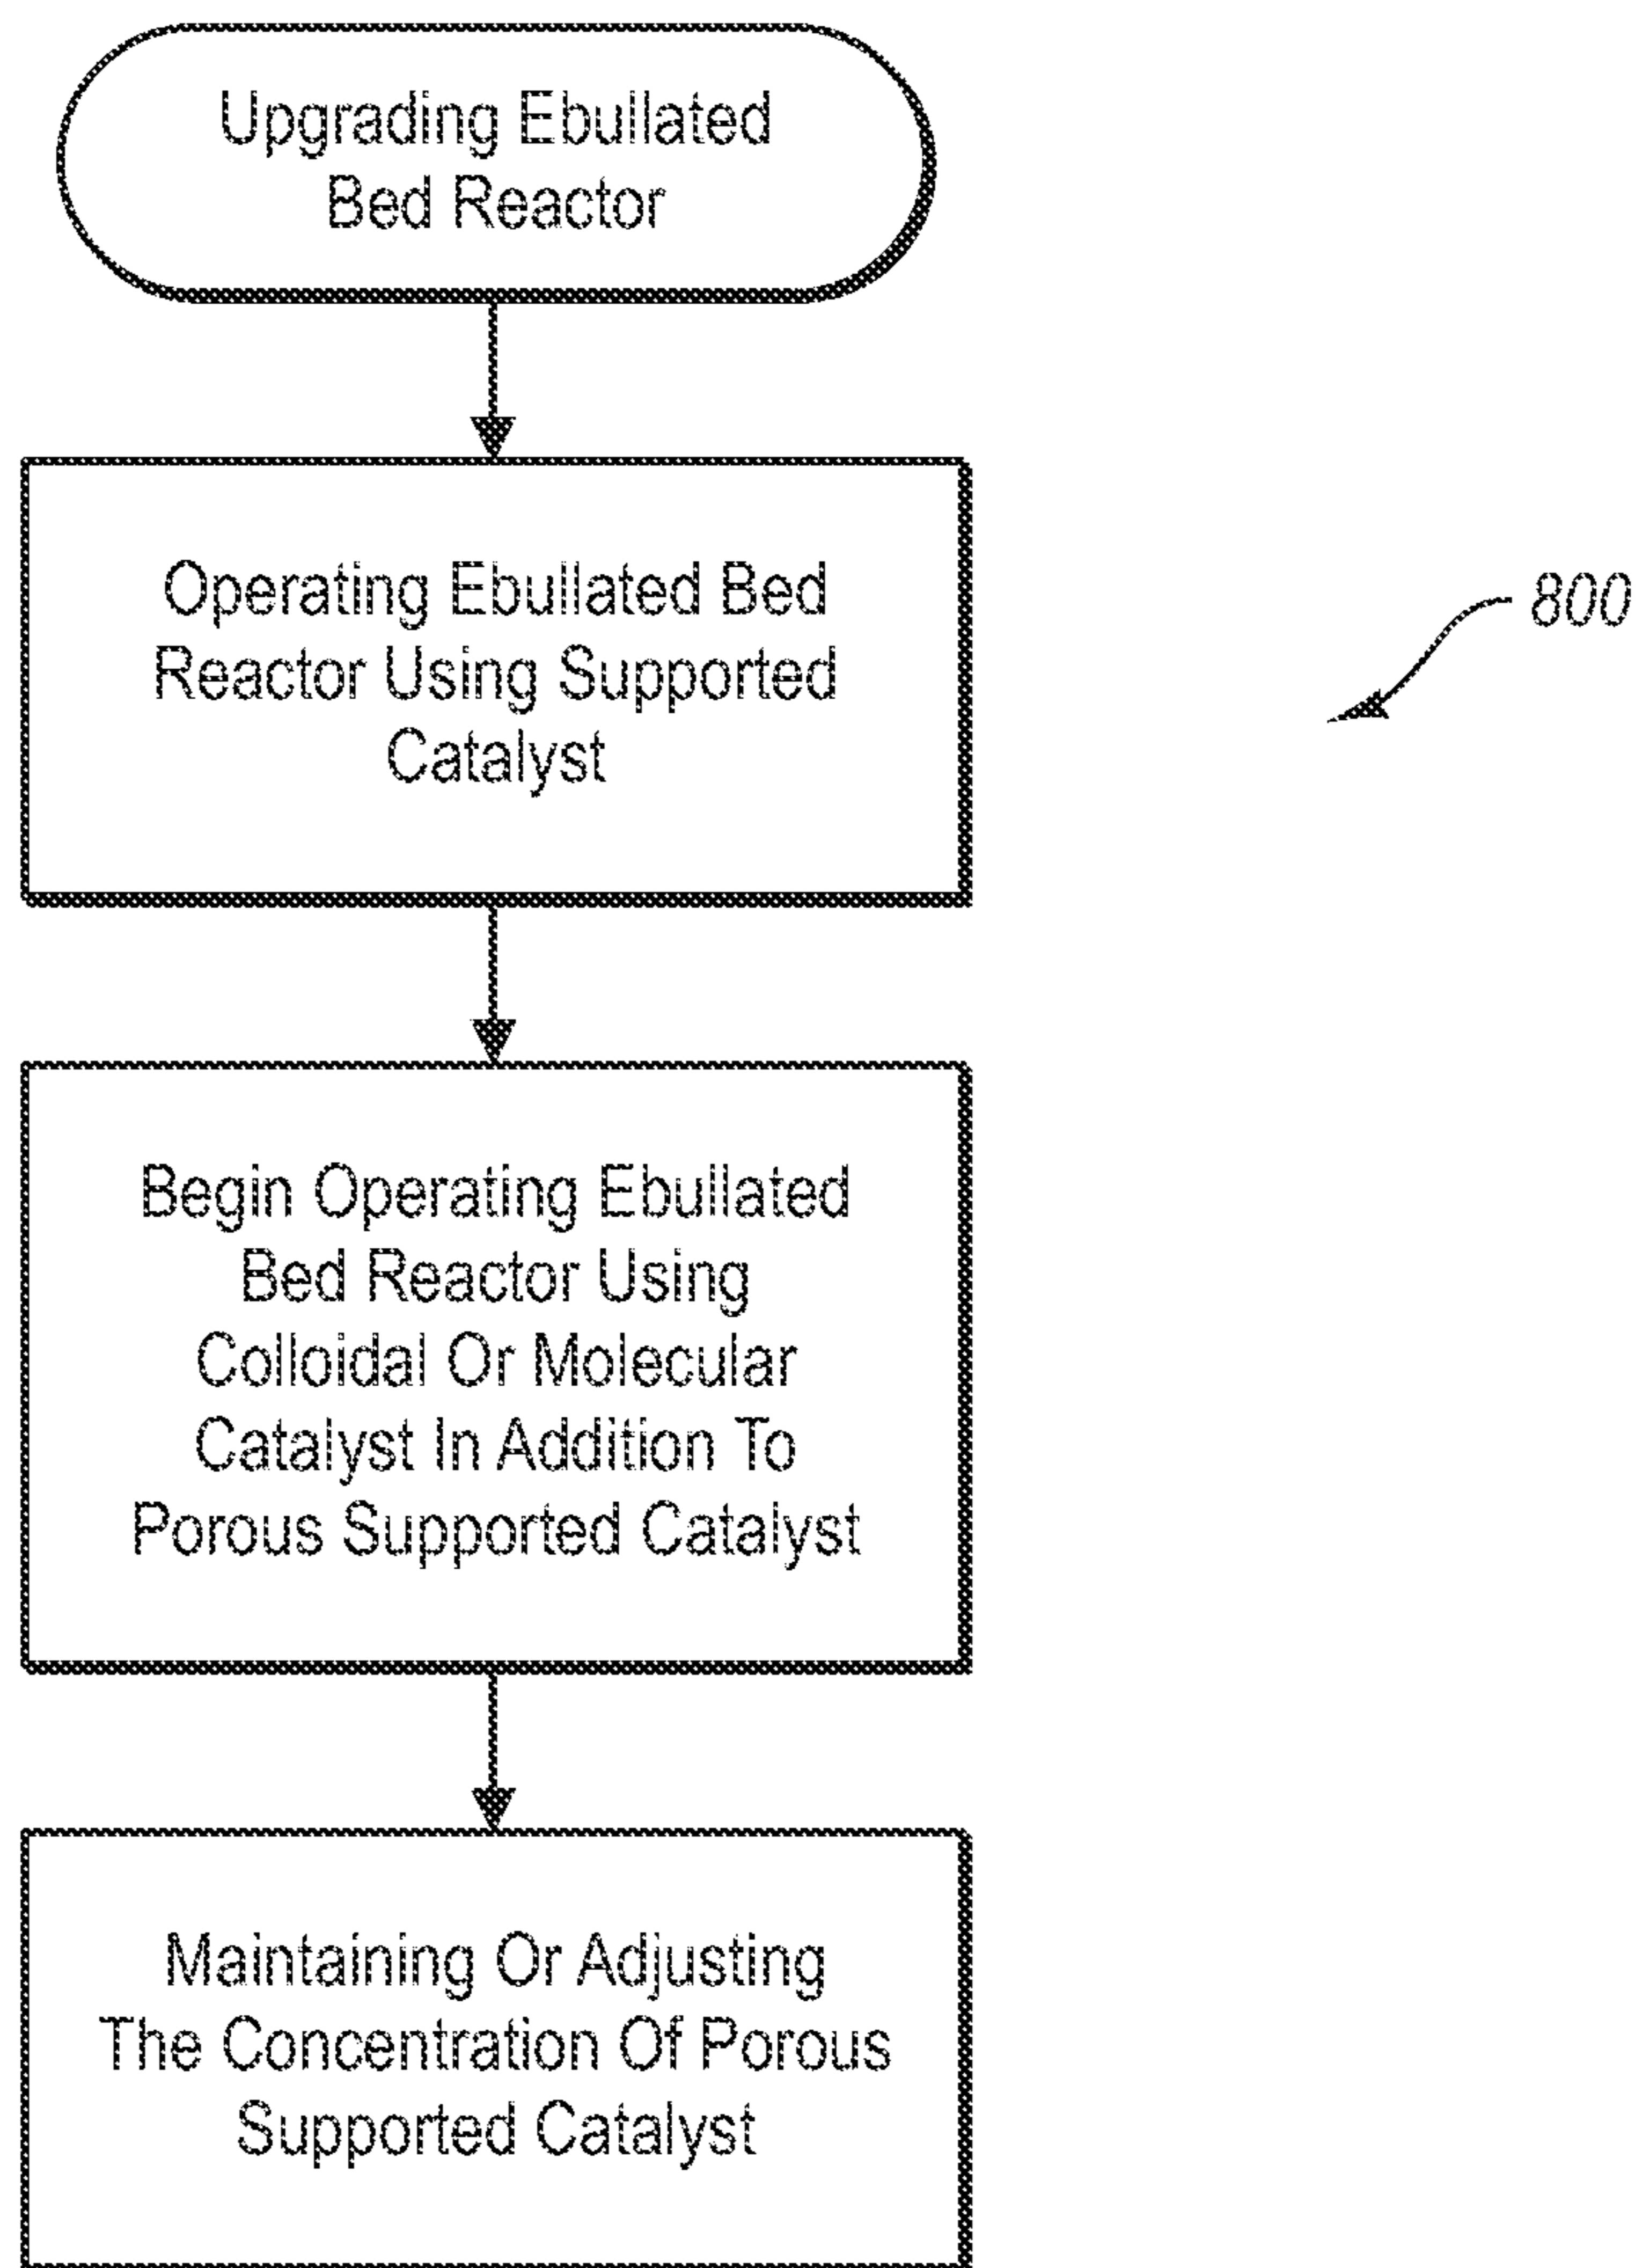 Upgrading Ebullated
Bed Reactor
Operating Ebullated Bed
Reactor Using Supported
Catalyst
800
Begin Operating Ebullated
Bed Reactor Using
Colloidal Or Molecular
Catalyst In Addition To
Porous Supported Catalyst
Maintaining Or Adjusting
The Concentration Of Porous
Supported Catalyst